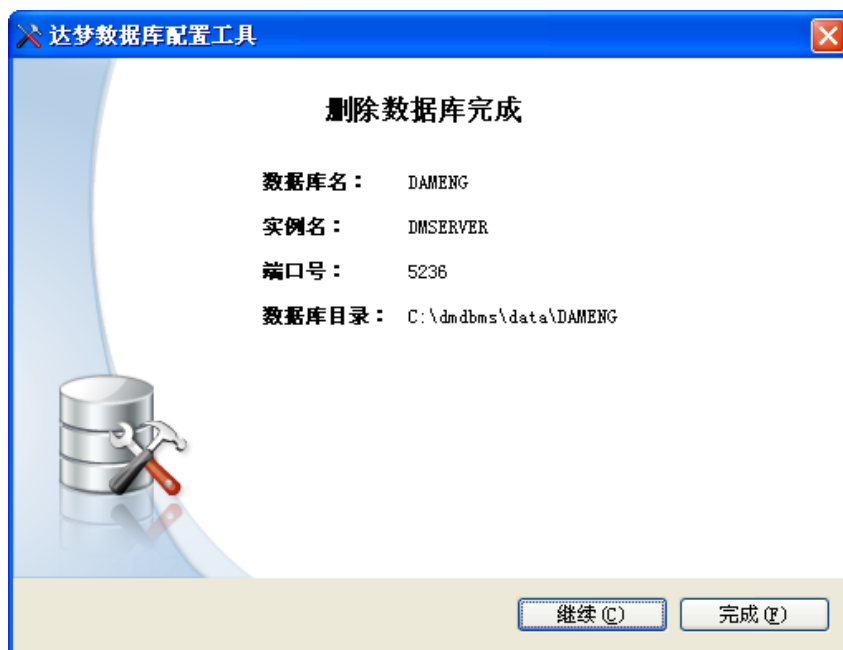 达梦数据库配置工具
删除数据库完成
数据库名： DAMENG
实例名： DMSERVER
端口号： 5236
数据库目录： C:\dmdbms\data\DAMENG
继续(C) 完成(F)